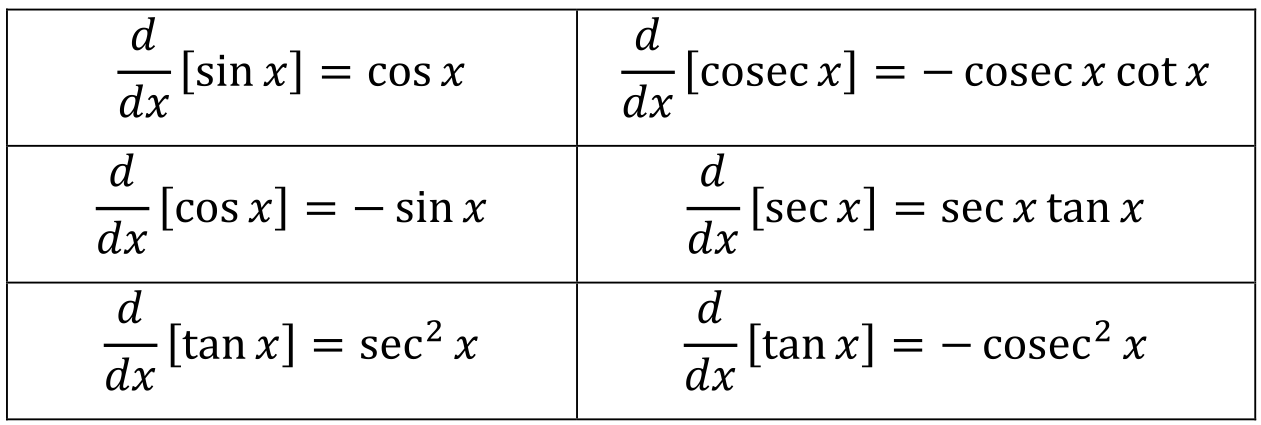 d/dx [sin x] = cos x
d/dx [cosec x] = − cosec x cot x
d/dx [cos x] = − sin x
d/dx [sec x] = sec x tan x
d/dx [tan x] = sec² x
d/dx [tan x] = − cosec² x